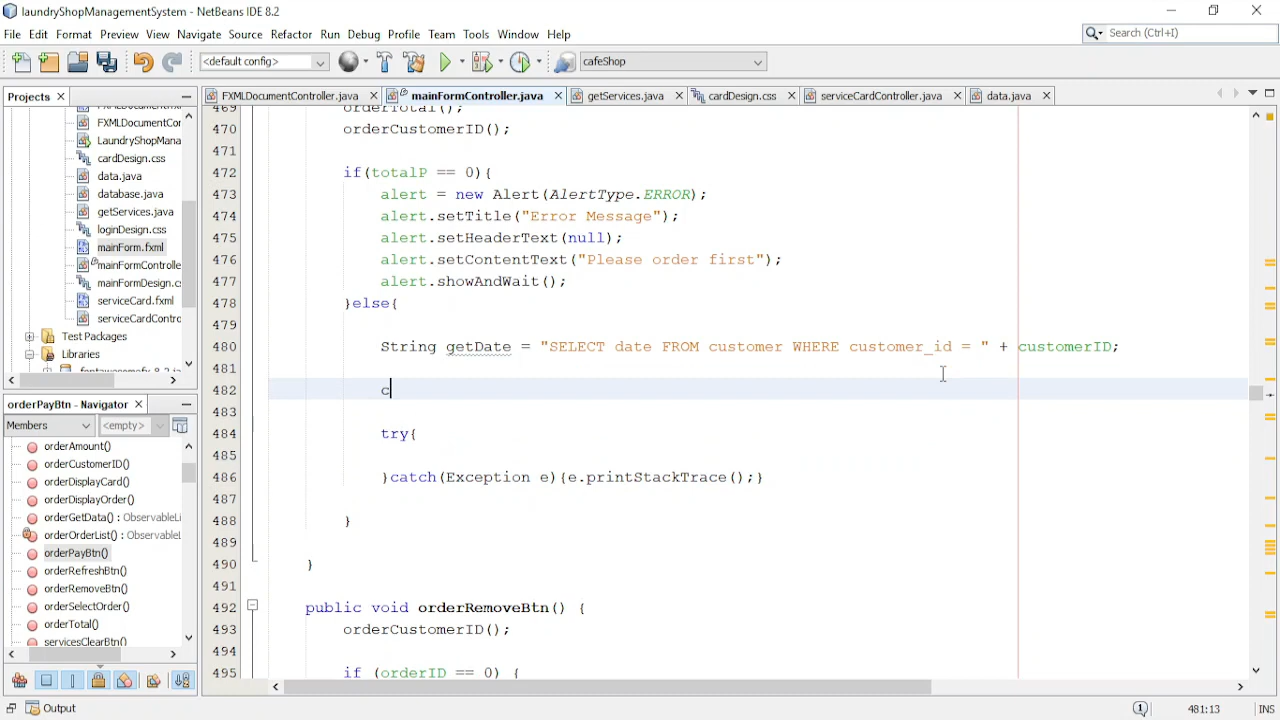 laundryShopManagementSystem - NetBeans IDE 8.2
File Edit Format Preview View Navigate Source Refactor Run Debug Profile Team Tools Window Help
Search (Ctrl+I)
<default config>
cafeShop
Projects
FXMLDocumentController.java
mainFormController.java
getServices.java
cardDesign.css
serviceCardController.java
data.java
FXMLDocumentCon
LaundryShopMana
cardDesign.css
data.java
database.java
getServices.java
loginDesign.css
mainForm.fxml
mainFormControlle
mainFormDesign.cs
serviceCard.fxml
serviceCardContro
Test Packages
Libraries
orderPayBtn - Navigator
Members
<empty>
orderAmount()
orderCustomerID()
orderDisplayCard()
orderDisplayOrder()
orderGetData() : ObservableLi
orderOrderList() : ObservableL
orderPayBtn()
orderRefreshBtn()
orderRemoveBtn()
orderSelectOrder()
orderTotal()
servicesClearBtn()
469 orderTotal();
470 orderCustomerID();
471
472 if(totalP == 0){
473 alert = new Alert(AlertType.ERROR);
474 alert.setTitle("Error Message");
475 alert.setHeaderText(null);
476 alert.setContentText("Please order first");
477 alert.showAndWait();
478 }else{
479
480 String getDate = "SELECT date FROM customer WHERE customer_id = " + customerID;
481
482 c
483
484 try{
485
486 }catch(Exception e){e.printStackTrace();}
487
488 }
489
490 }
491
492 public void orderRemoveBtn() {
493 orderCustomerID();
494
495 if (orderID == 0) {
Output
481:13
INS